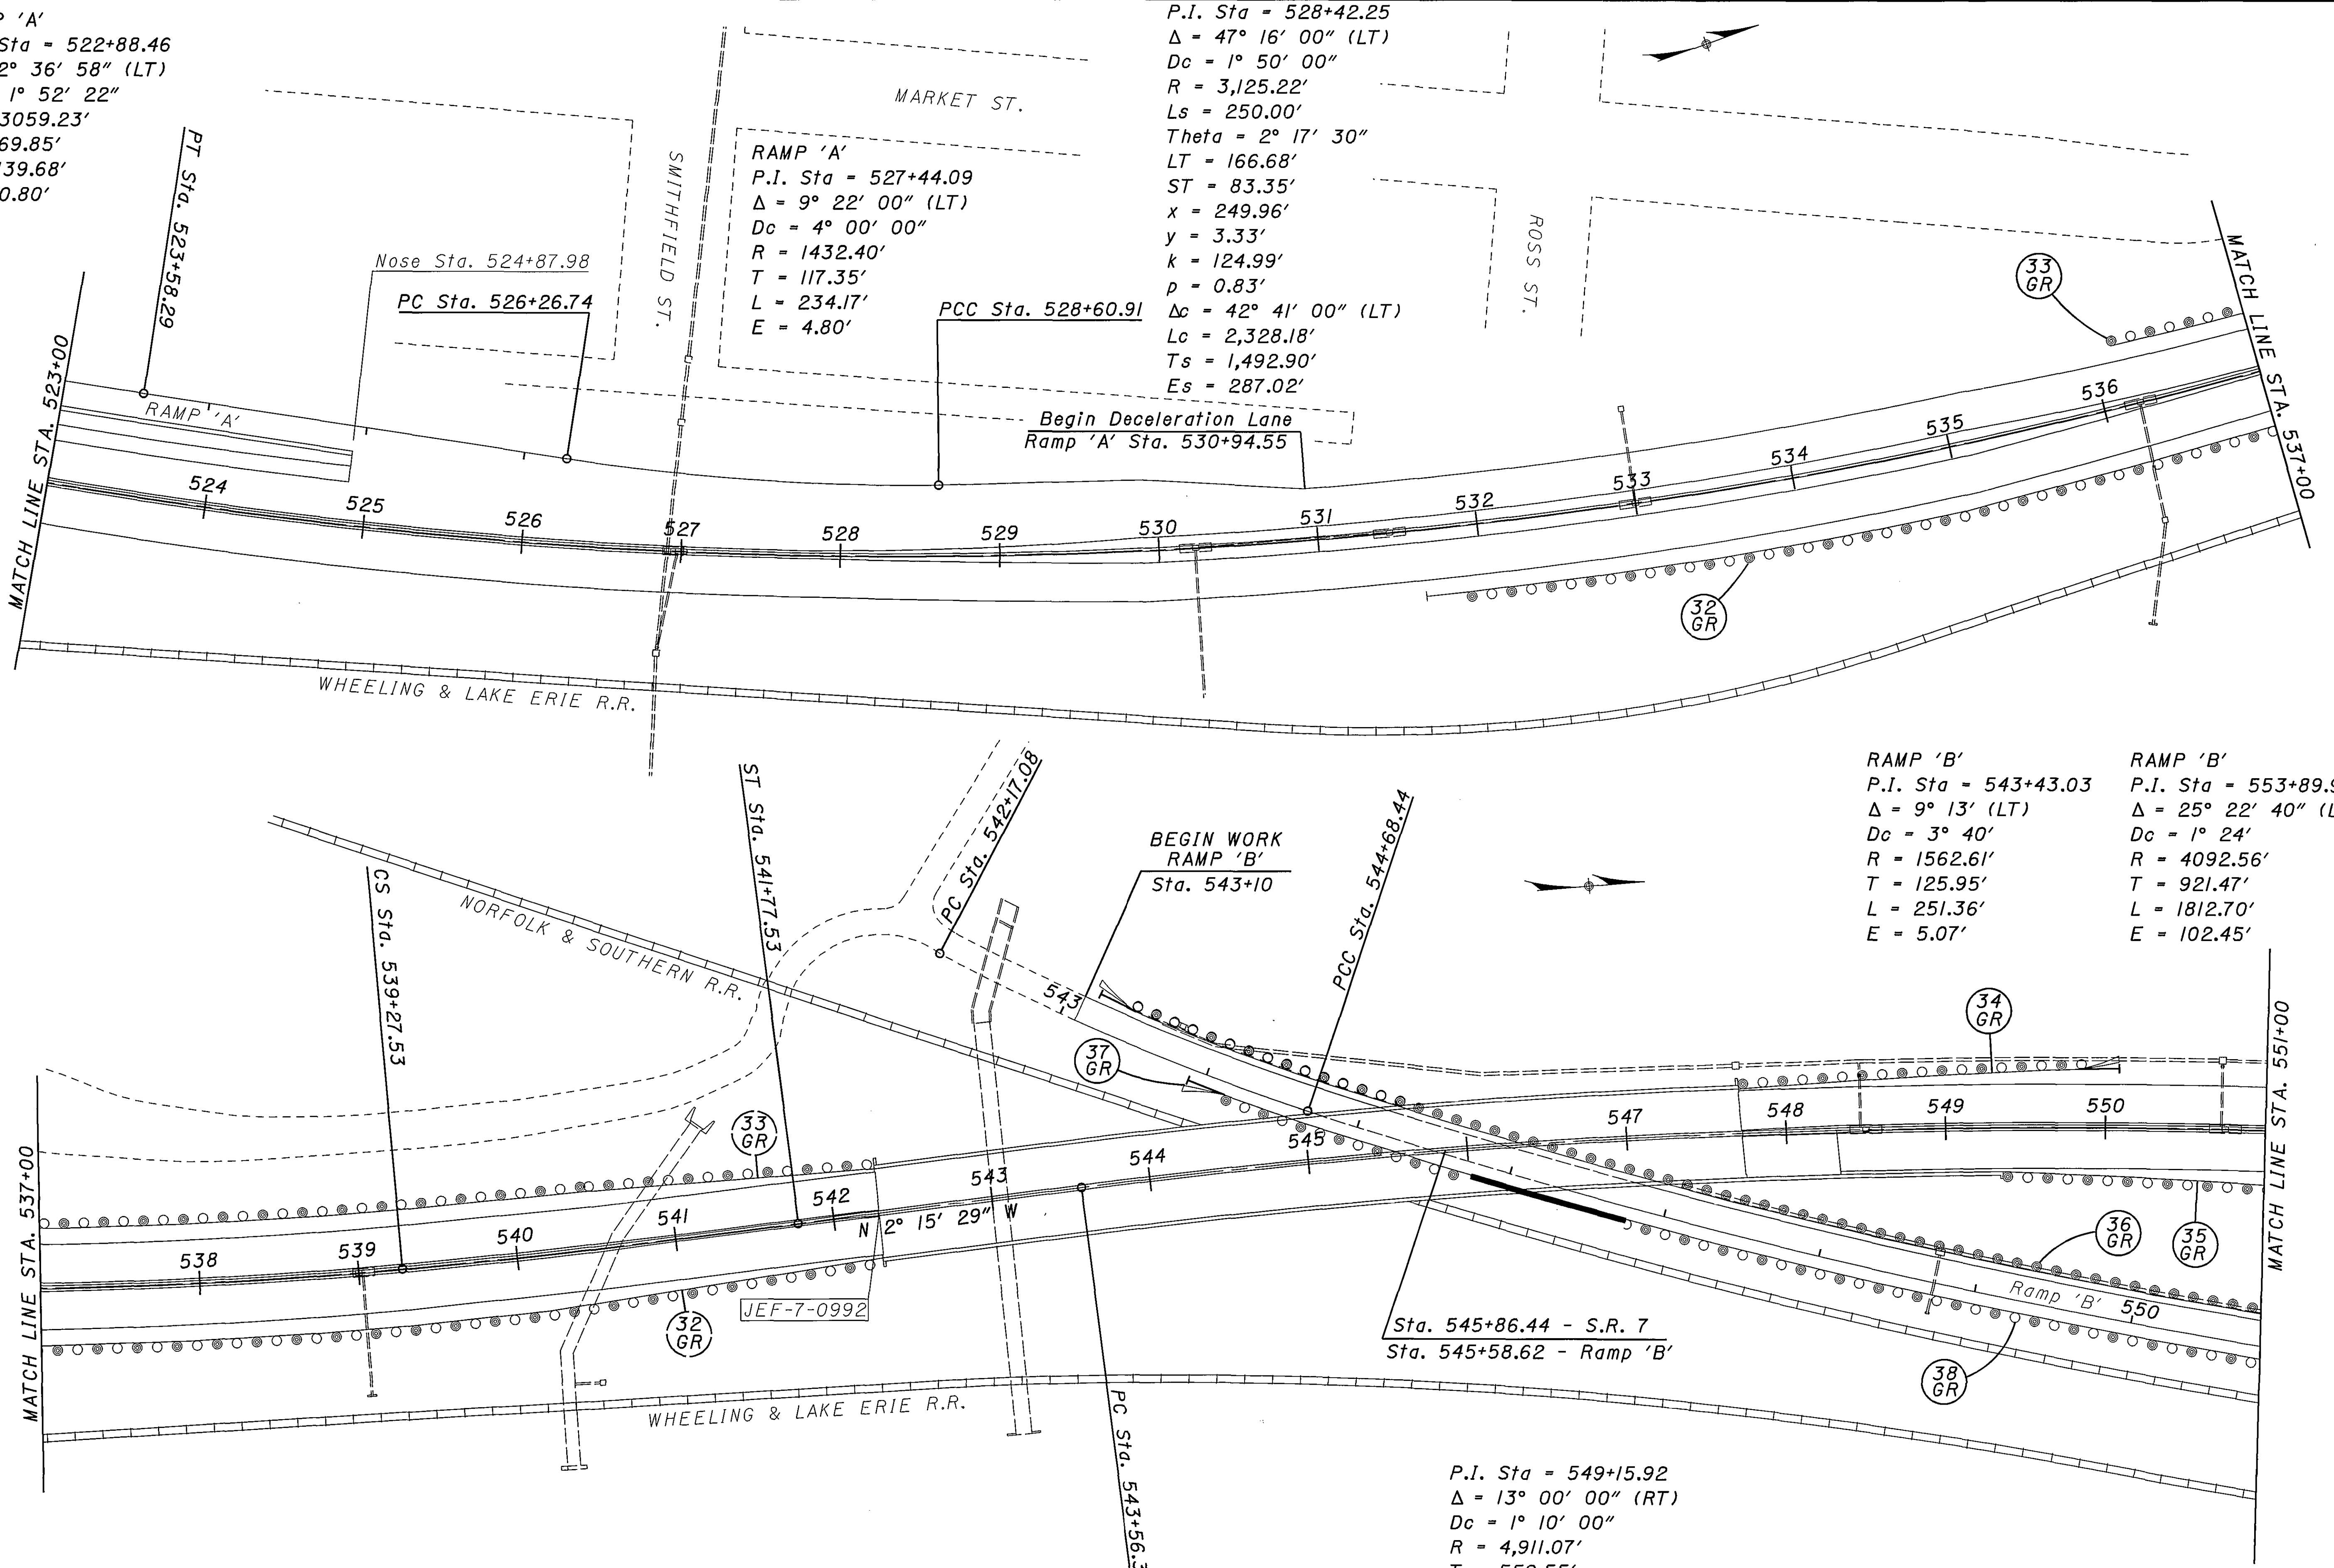 P 'A'
Sta = 522+88.46
2° 36' 58" (LT)
1° 52' 22"
3059.23'
69.85'
139.68'
0.80'
PT Sta. 523+58.29
Nose Sta. 524+87.98
PC Sta. 526+26.74
SMITHFIELD ST.
MARKET ST.
RAMP 'A'
P.I. Sta = 527+44.09
Δ = 9° 22' 00" (LT)
Dc = 4° 00' 00"
R = 1432.40'
T = 117.35'
L = 234.17'
E = 4.80'
PCC Sta. 528+60.91
P.I. Sta = 528+42.25
Δ = 47° 16' 00" (LT)
Dc = 1° 50' 00"
R = 3,125.22'
Ls = 250.00'
Theta = 2° 17' 30"
LT = 166.68'
ST = 83.35'
x = 249.96'
y = 3.33'
k = 124.99'
p = 0.83'
Δc = 42° 41' 00" (LT)
Lc = 2,328.18'
Ts = 1,492.90'
Es = 287.02'
Begin Deceleration Lane
Ramp 'A' Sta. 530+94.55
ROSS ST.
33
GR
MATCH LINE STA. 537+00
MATCH LINE STA. 523+00
RAMP 'A'
524
525
526
527
528
529
530
531
532
533
534
535
536
32
GR
WHEELING & LAKE ERIE R.R.
RAMP 'B'
P.I. Sta = 543+43.03
Δ = 9° 13' (LT)
Dc = 3° 40'
R = 1562.61'
T = 125.95'
L = 251.36'
E = 5.07'
RAMP 'B'
P.I. Sta = 553+89.9
Δ = 25° 22' 40" (L
Dc = 1° 24'
R = 4092.56'
T = 921.47'
L = 1812.70'
E = 102.45'
NORFOLK & SOUTHERN R.R.
CS Sta. 539+27.53
ST Sta. 541+77.53
PC Sta. 542+17.08
BEGIN WORK
RAMP 'B'
Sta. 543+10
PCC Sta. 544+68.44
543
37
GR
34
GR
MATCH LINE STA. 551+00
MATCH LINE STA. 537+00
33
GR
538
539
540
541
542
543
544
545
547
548
549
550
N 2° 15' 29" W
32
GR
JEF-7-0992
Sta. 545+86.44 - S.R. 7
Sta. 545+58.62 - Ramp 'B'
36
GR
35
GR
Ramp 'B'
550
38
GR
WHEELING & LAKE ERIE R.R.
PC Sta. 543+56.3
P.I. Sta = 549+15.92
Δ = 13° 00' 00" (RT)
Dc = 1° 10' 00"
R = 4,911.07'